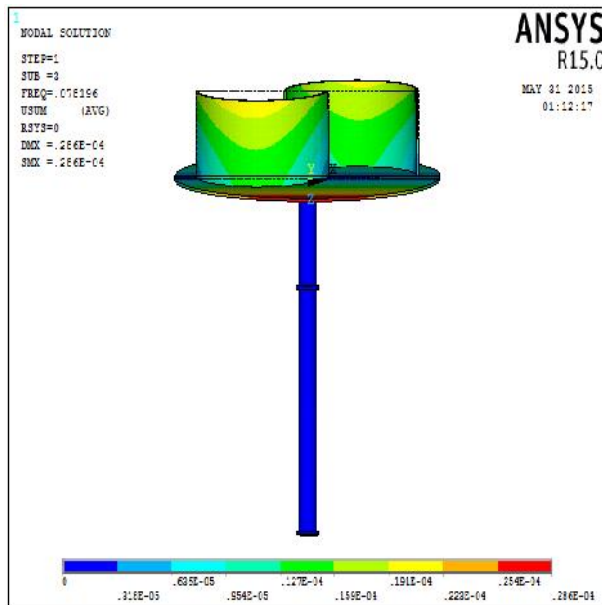 1
NODAL SOLUTION
STEP=1
SUB =3
FREQ=.078196
USUM (AVG)
RSYS=0
DMX =.286E-04
SMX =.286E-04
ANSYS
R15.0
MAY 31 2015
01:12:17
Y
Z
0
.318E-05
.635E-05
.954E-05
.127E-04
.159E-04
.191E-04
.223E-04
.254E-04
.286E-04